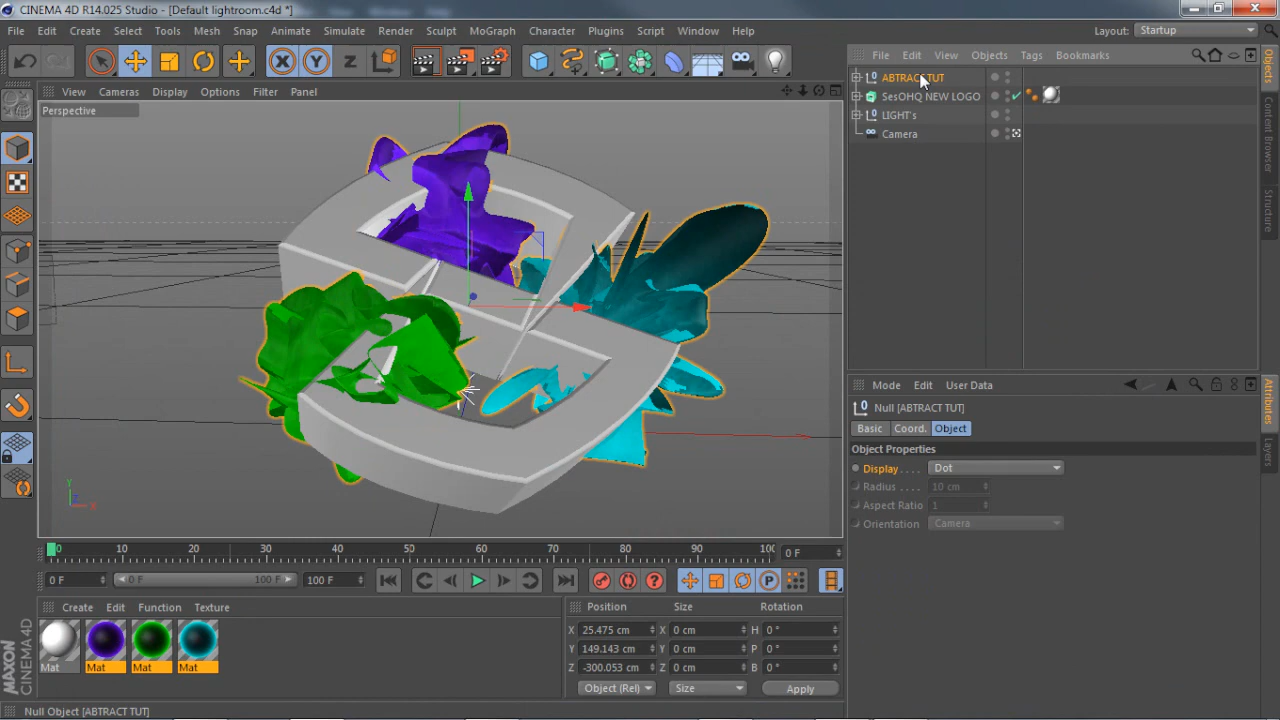 CINEMA 4D R14.025 Studio - [Default lightroom.c4d *]
File Edit Create Select Tools Mesh Snap Animate Simulate Render Sculpt MoGraph Character Plugins Script Window Help Layout: Startup
X Y Z
View Cameras Display Options Filter Panel
Perspective
File Edit View Objects Tags Bookmarks
ABTRACT TUT
SesOHQ NEW LOGO
LIGHT's
Camera
Objects
Content Browser
Structure
Mode Edit User Data
Null [ABTRACT TUT]
Basic Coord. Object
Object Properties
Display . . . . Dot
Radius . . . . 10 cm
Aspect Ratio 1
Orientation Camera
Attributes
Layers
Y
Z X
0 10 20 30 40 50 60 70 80 90 100 0 F
0 F 0 F 100 F 100 F
Create Edit Function Texture
Mat Mat Mat Mat
Position Size Rotation
X 25.475 cm X 0 cm H 0 °
Y 149.143 cm Y 0 cm P 0 °
Z -300.053 cm Z 0 cm B 0 °
Object (Rel) Size Apply
MAXON CINEMA 4D
Null Object [ABTRACT TUT]